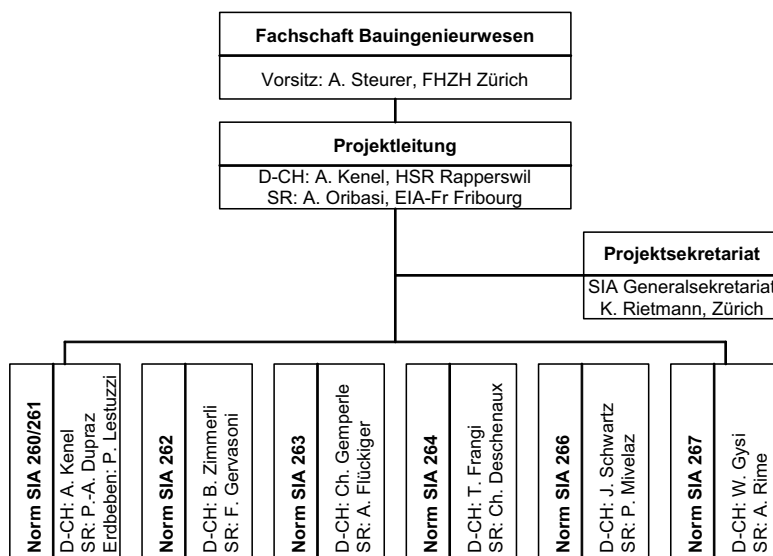 Fachschaft Bauingenieurwesen
Vorsitz: A. Steurer, FHZH Zürich
Projektleitung
D-CH: A. Kenel, HSR Rapperswil
SR: A. Oribasi, EIA-Fr Fribourg
Projektsekretariat
SIA Generalsekretariat
K. Rietmann, Zürich
Norm SIA 260/261
D-CH: A. Kenel
SR: P.-A. Dupraz
Erdbeben: P. Lestuzzi
Norm SIA 262
D-CH: B. Zimmerli
SR: F. Gervasoni
Norm SIA 263
D-CH: Ch. Gemperle
SR: A. Flückiger
Norm SIA 264
D-CH: T. Frangi
SR: Ch. Deschenaux
Norm SIA 266
D-CH: J. Schwartz
SR: P. Mivelaz
Norm SIA 267
D-CH: W. Gysi
SR: A. Rime